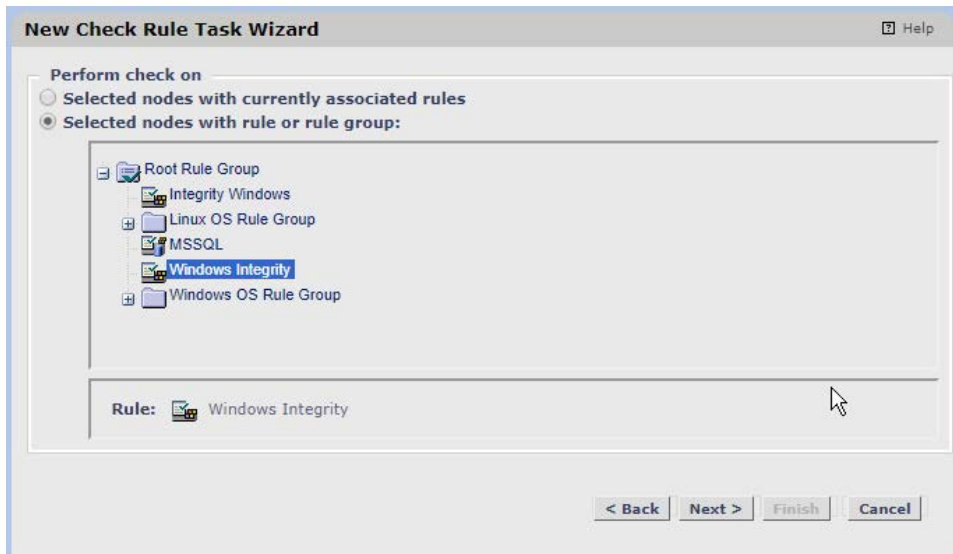 New Check Rule Task Wizard
? Help
Perform check on
Selected nodes with currently associated rules
Selected nodes with rule or rule group:
Root Rule Group
Integrity Windows
Linux OS Rule Group
MSSQL
Windows Integrity
Windows OS Rule Group
Rule: Windows Integrity
< Back Next > Finish Cancel